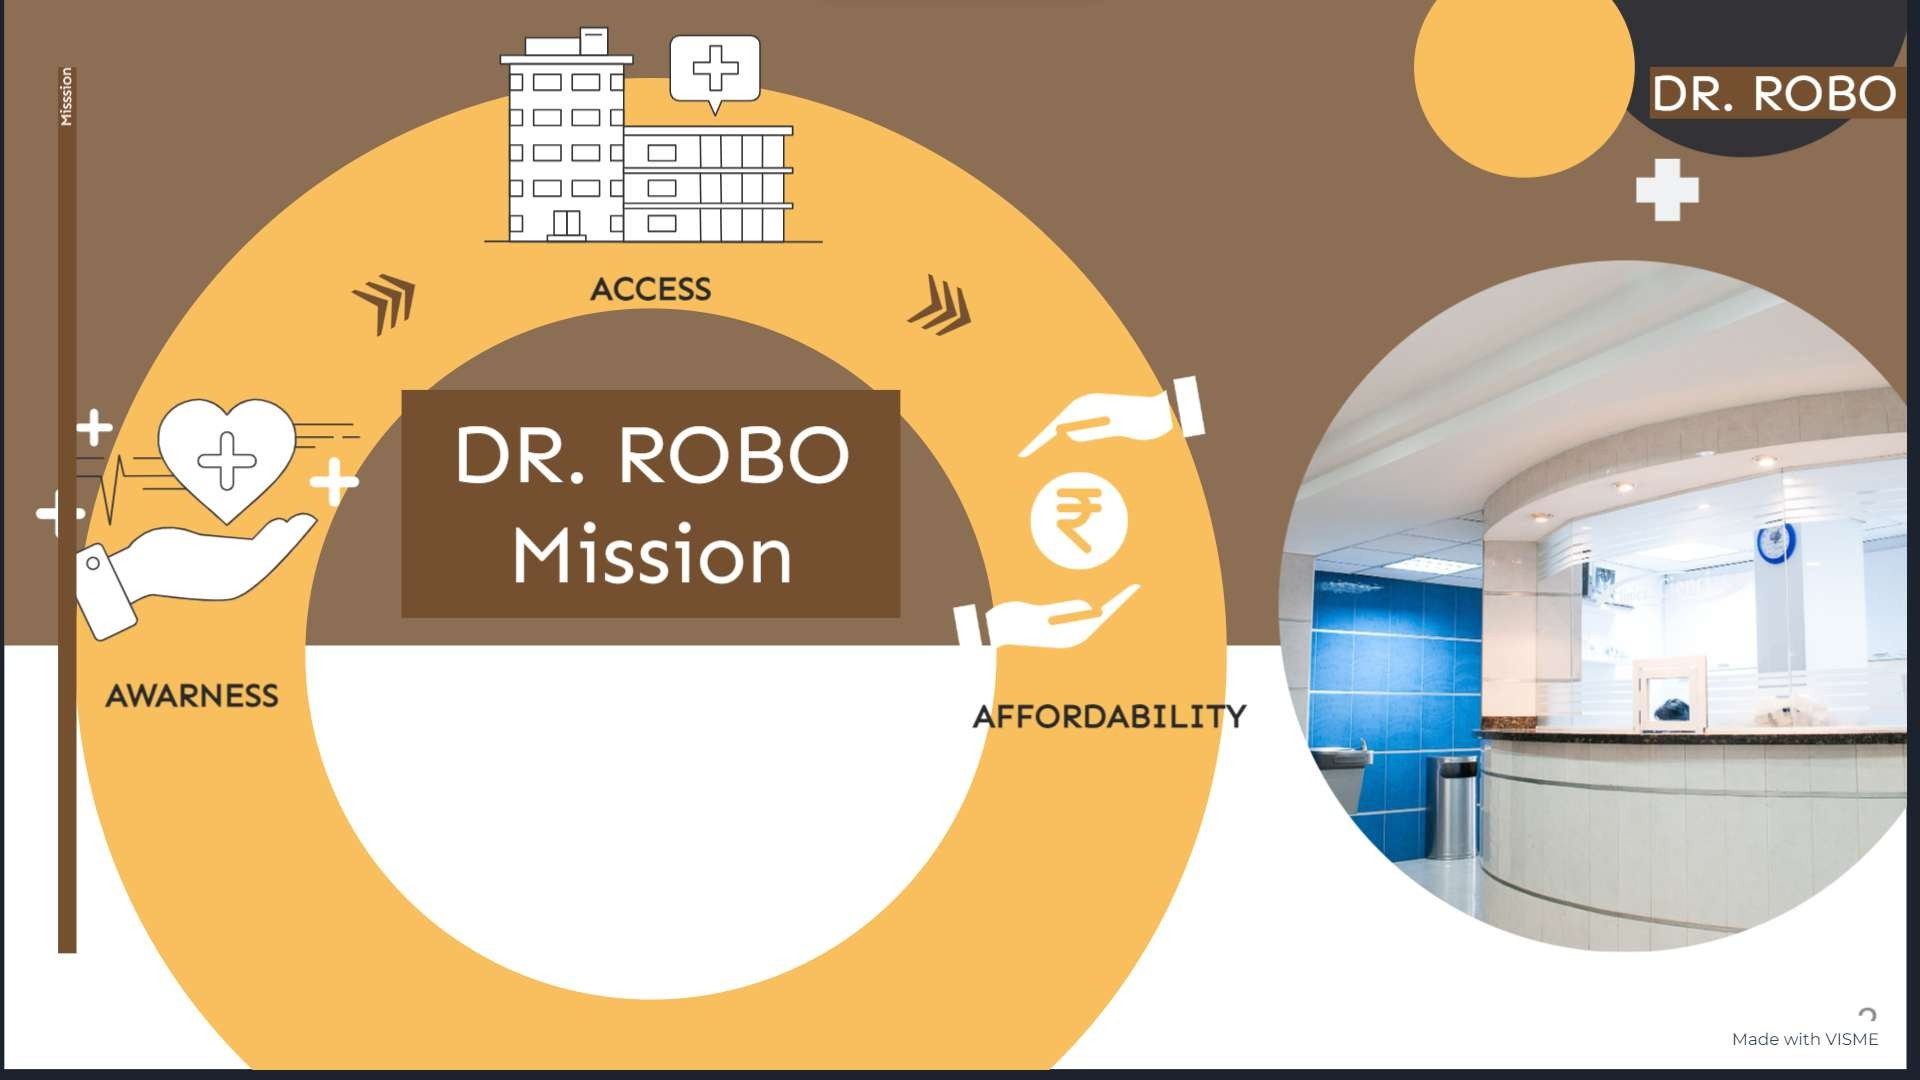 Misssion
DR. ROBO
ACCESS
DR. ROBO
Mission
₹
AWARNESS
AFFORDABILITY
Made with VISME